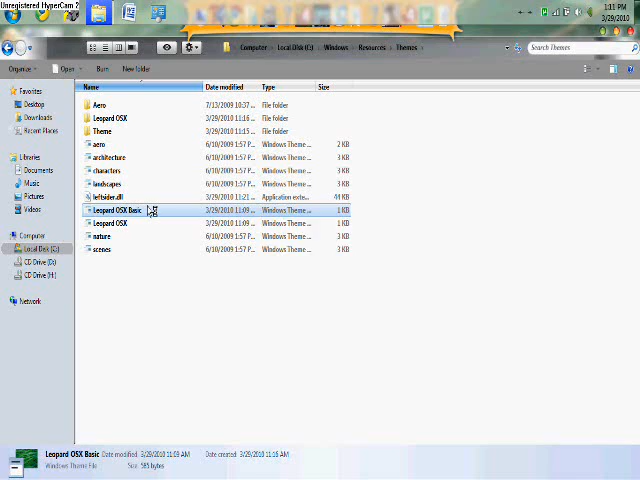 Unregistered HyperCam 2
1:11 PM
3/29/2010
Computer Local Disk (C:) Windows Resources Themes Search Themes
Organize Open Burn New folder
Name Date modified Type Size
Favorites
Desktop
Downloads
Recent Places
Libraries
Documents
Music
Pictures
Videos
Computer
Local Disk (C:)
CD Drive (D:)
CD Drive (H:)
Network
Aero 7/13/2009 10:37... File folder
Leopard OSX 3/29/2010 11:16 ... File folder
Theme 3/29/2010 11:15 ... File folder
aero 6/10/2009 1:57 P... Windows Theme ... 2 KB
architecture 6/10/2009 1:57 P... Windows Theme ... 3 KB
characters 6/10/2009 1:57 P... Windows Theme ... 3 KB
landscapes 6/10/2009 1:57 P... Windows Theme ... 3 KB
leftsider.dll 3/29/2010 11:21 ... Application exte... 44 KB
Leopard OSX Basic 3/29/2010 11:09 ... Windows Theme ... 1 KB
Leopard OSX 3/29/2010 11:09 ... Windows Theme ... 1 KB
nature 6/10/2009 1:57 P... Windows Theme ... 3 KB
scenes 6/10/2009 1:57 P... Windows Theme ... 3 KB
Leopard OSX Basic Date modified: 3/29/2010 11:09 AM Date created: 3/29/2010 11:16 AM
Windows Theme File Size: 585 bytes